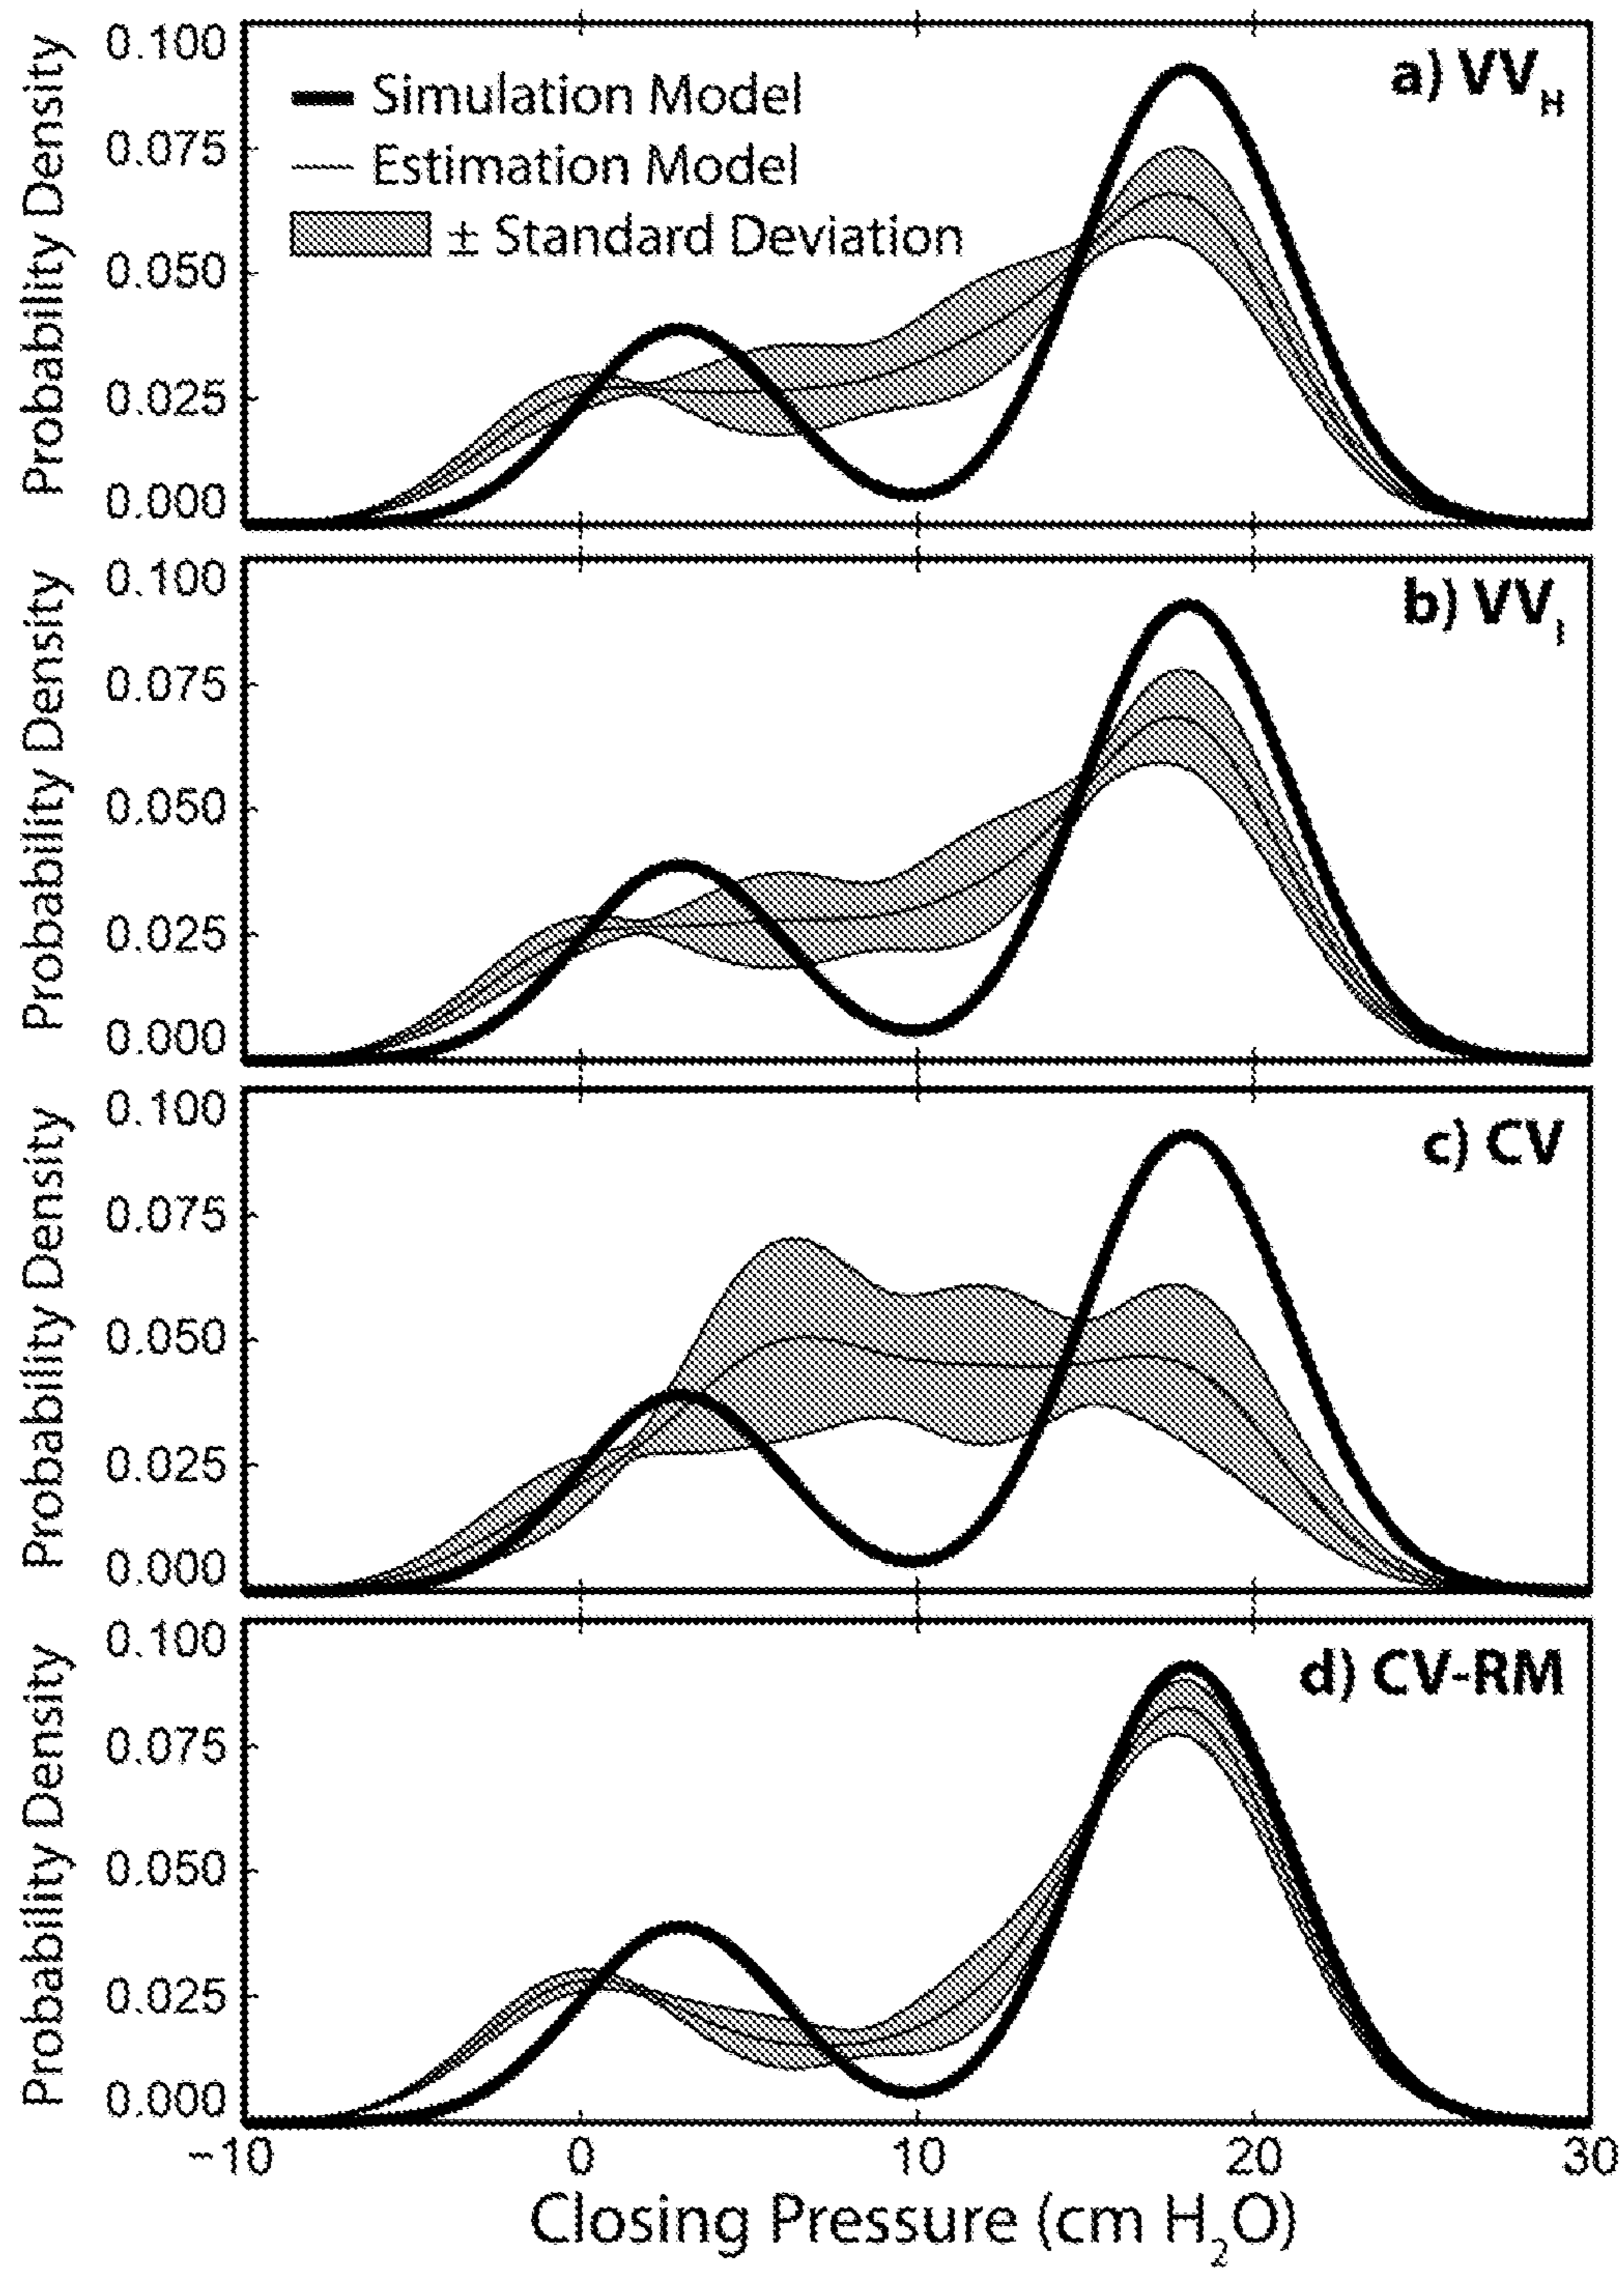 Probability Density
0.100
0.075
0.050
0.025
0.000
Simulation Model
Estimation Model
± Standard Deviation
a) VVH
Probability Density
0.100
0.075
0.050
0.025
0.000
b) VVI
Probability Density
0.100
0.075
0.050
0.025
0.000
c) CV
Probability Density
0.100
0.075
0.050
0.025
0.000
d) CV-RM
−10 0 10 20 30
Closing Pressure (cm H2O)